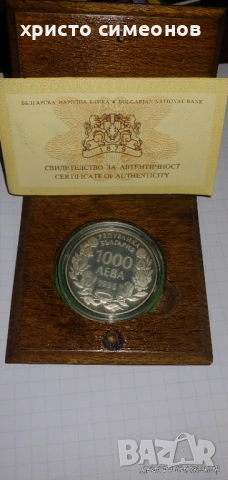 христо симеонов
БЪЛГАРСКА НАРОДНА БАНКА • BULGARIAN NATIONAL BANK
1879
СВИДЕТЕЛСТВО ЗА АВТЕНТИЧНОСТ
CERTIFICATE OF AUTHENTICITY
РЕПУБЛИКА
БЪЛГАРИЯ
1000
ЛЕВА
BAZAR